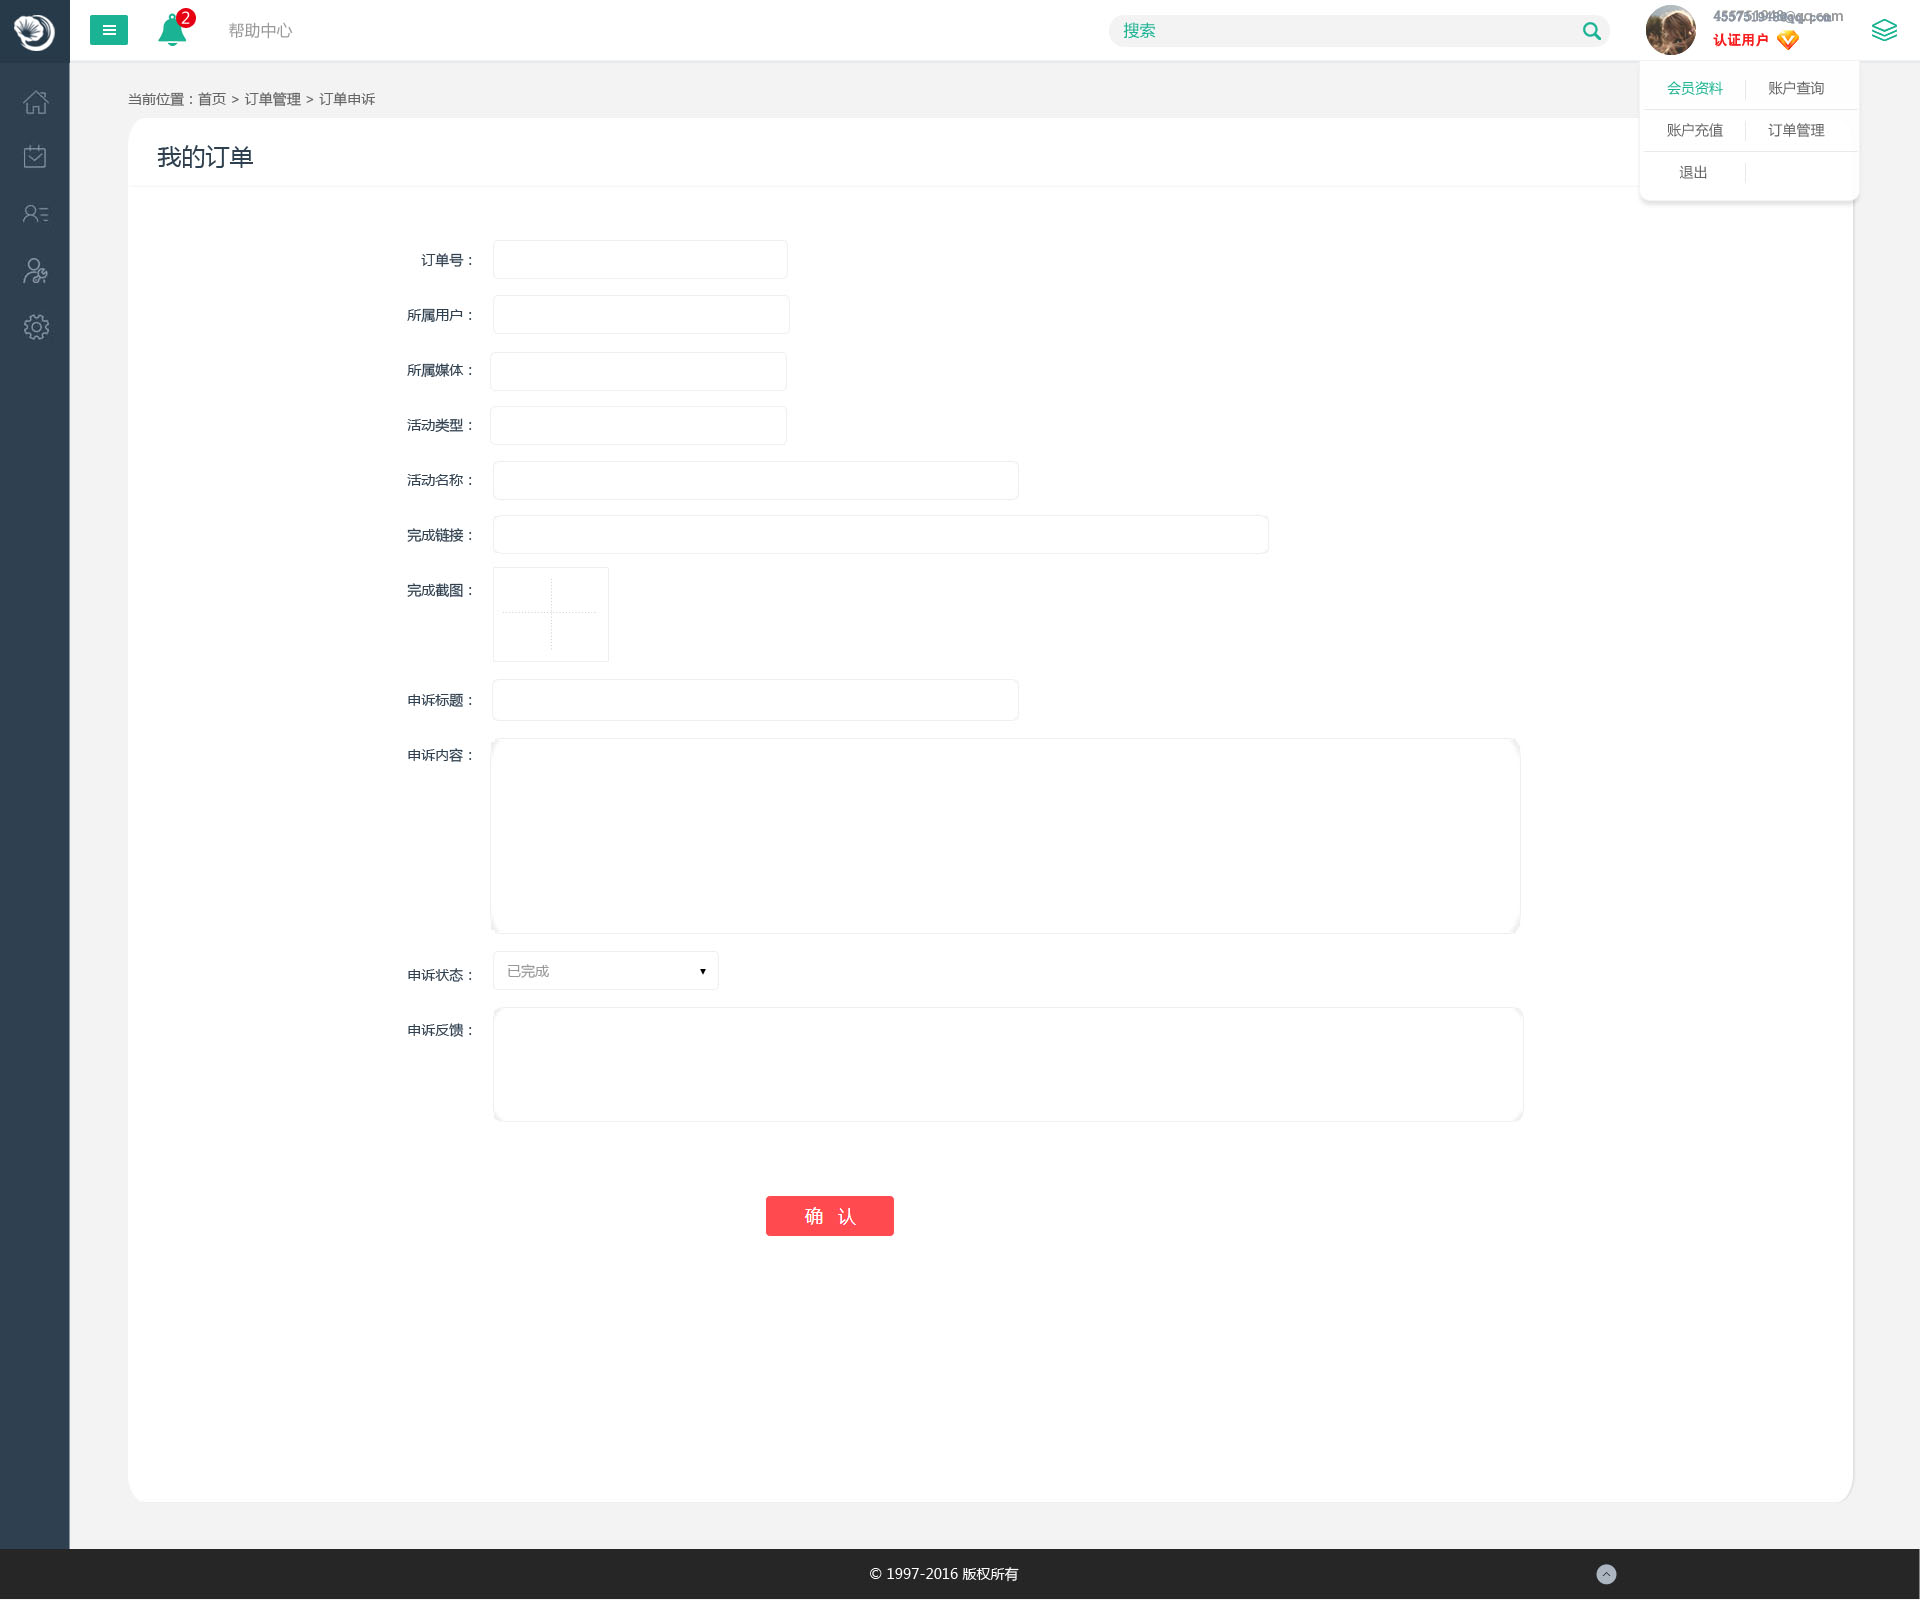 2
帮助中心
搜索
认证用户
会员资料
账户查询
账户充值
订单管理
退出
当前位置：首页 > 订单管理 > 订单申诉
我的订单
订单号：
所属用户：
所属媒体：
活动类型：
活动名称：
完成链接：
完成截图：
申诉标题：
申诉内容：
申诉状态：
已完成
申诉反馈：
确 认
© 1997-2016 版权所有